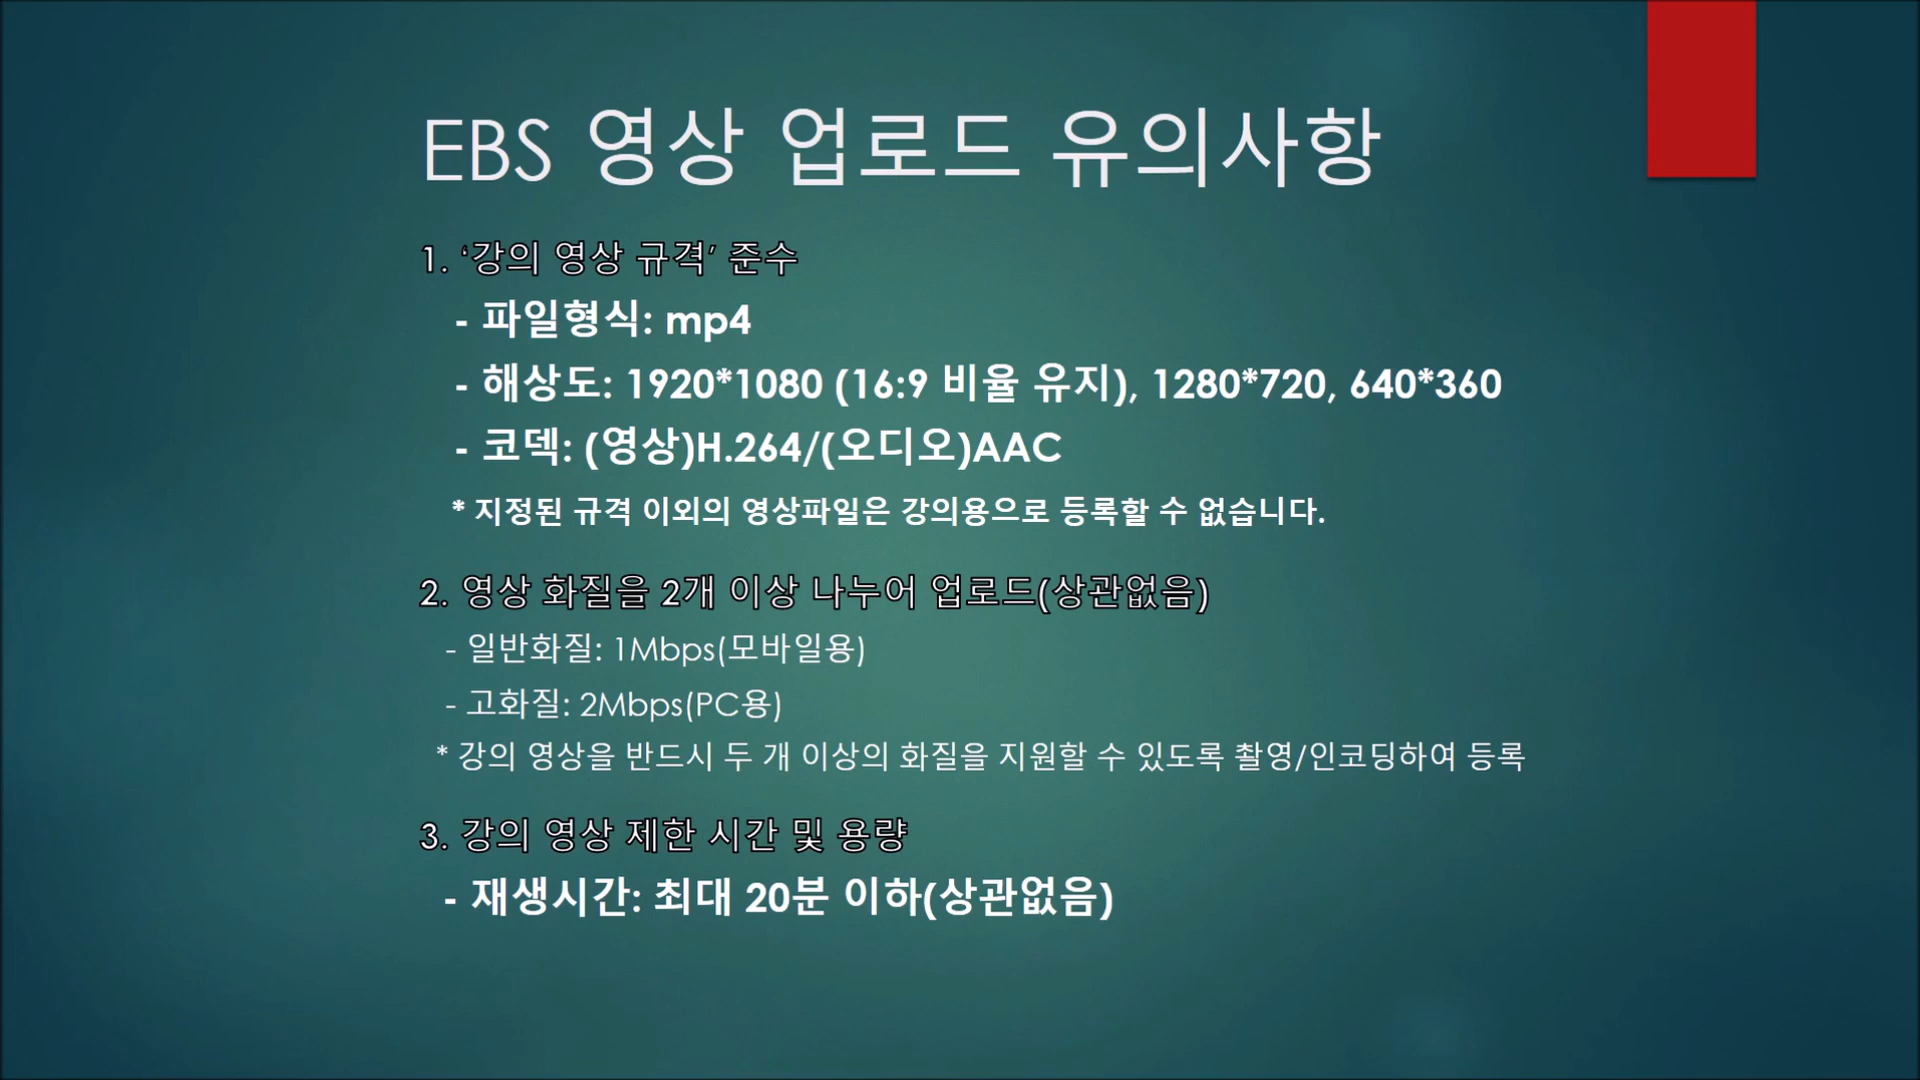 EBS 영상 업로드 유의사항
1. ‘강의 영상 규격’ 준수
- 파일형식: mp4
- 해상도: 1920*1080 (16:9 비율 유지), 1280*720, 640*360
- 코덱: (영상)H.264/(오디오)AAC
* 지정된 규격 이외의 영상파일은 강의용으로 등록할 수 없습니다.
2. 영상 화질을 2개 이상 나누어 업로드(상관없음)
- 일반화질: 1Mbps(모바일용)
- 고화질: 2Mbps(PC용)
* 강의 영상을 반드시 두 개 이상의 화질을 지원할 수 있도록 촬영/인코딩하여 등록
3. 강의 영상 제한 시간 및 용량
- 재생시간: 최대 20분 이하(상관없음)